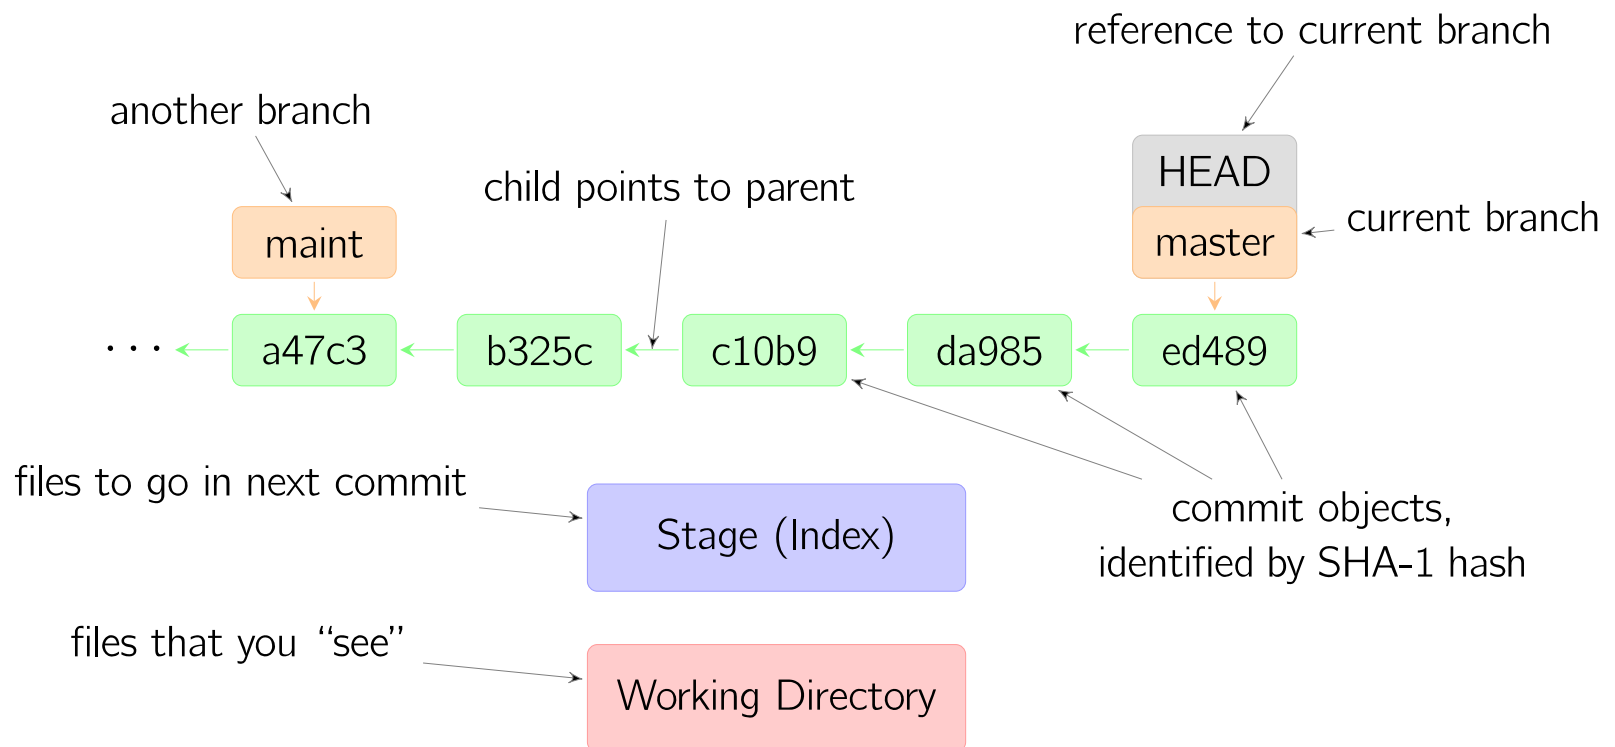 reference to current branch
another branch
HEAD
child points to parent
current branch
maint
master
··· a47c3 b325c c10b9 da985 ed489
files to go in next commit
Stage (Index)
commit objects,
identified by SHA-1 hash
files that you “see”
Working Directory